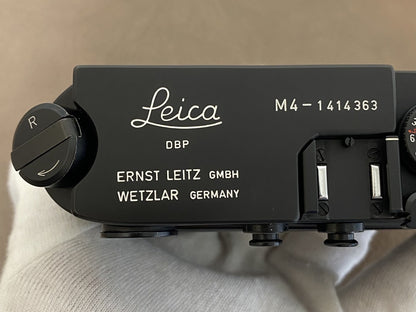 Leica
M4-1414363
DBP
R
ERNST LEITZ GMBH
WETZLAR GERMANY